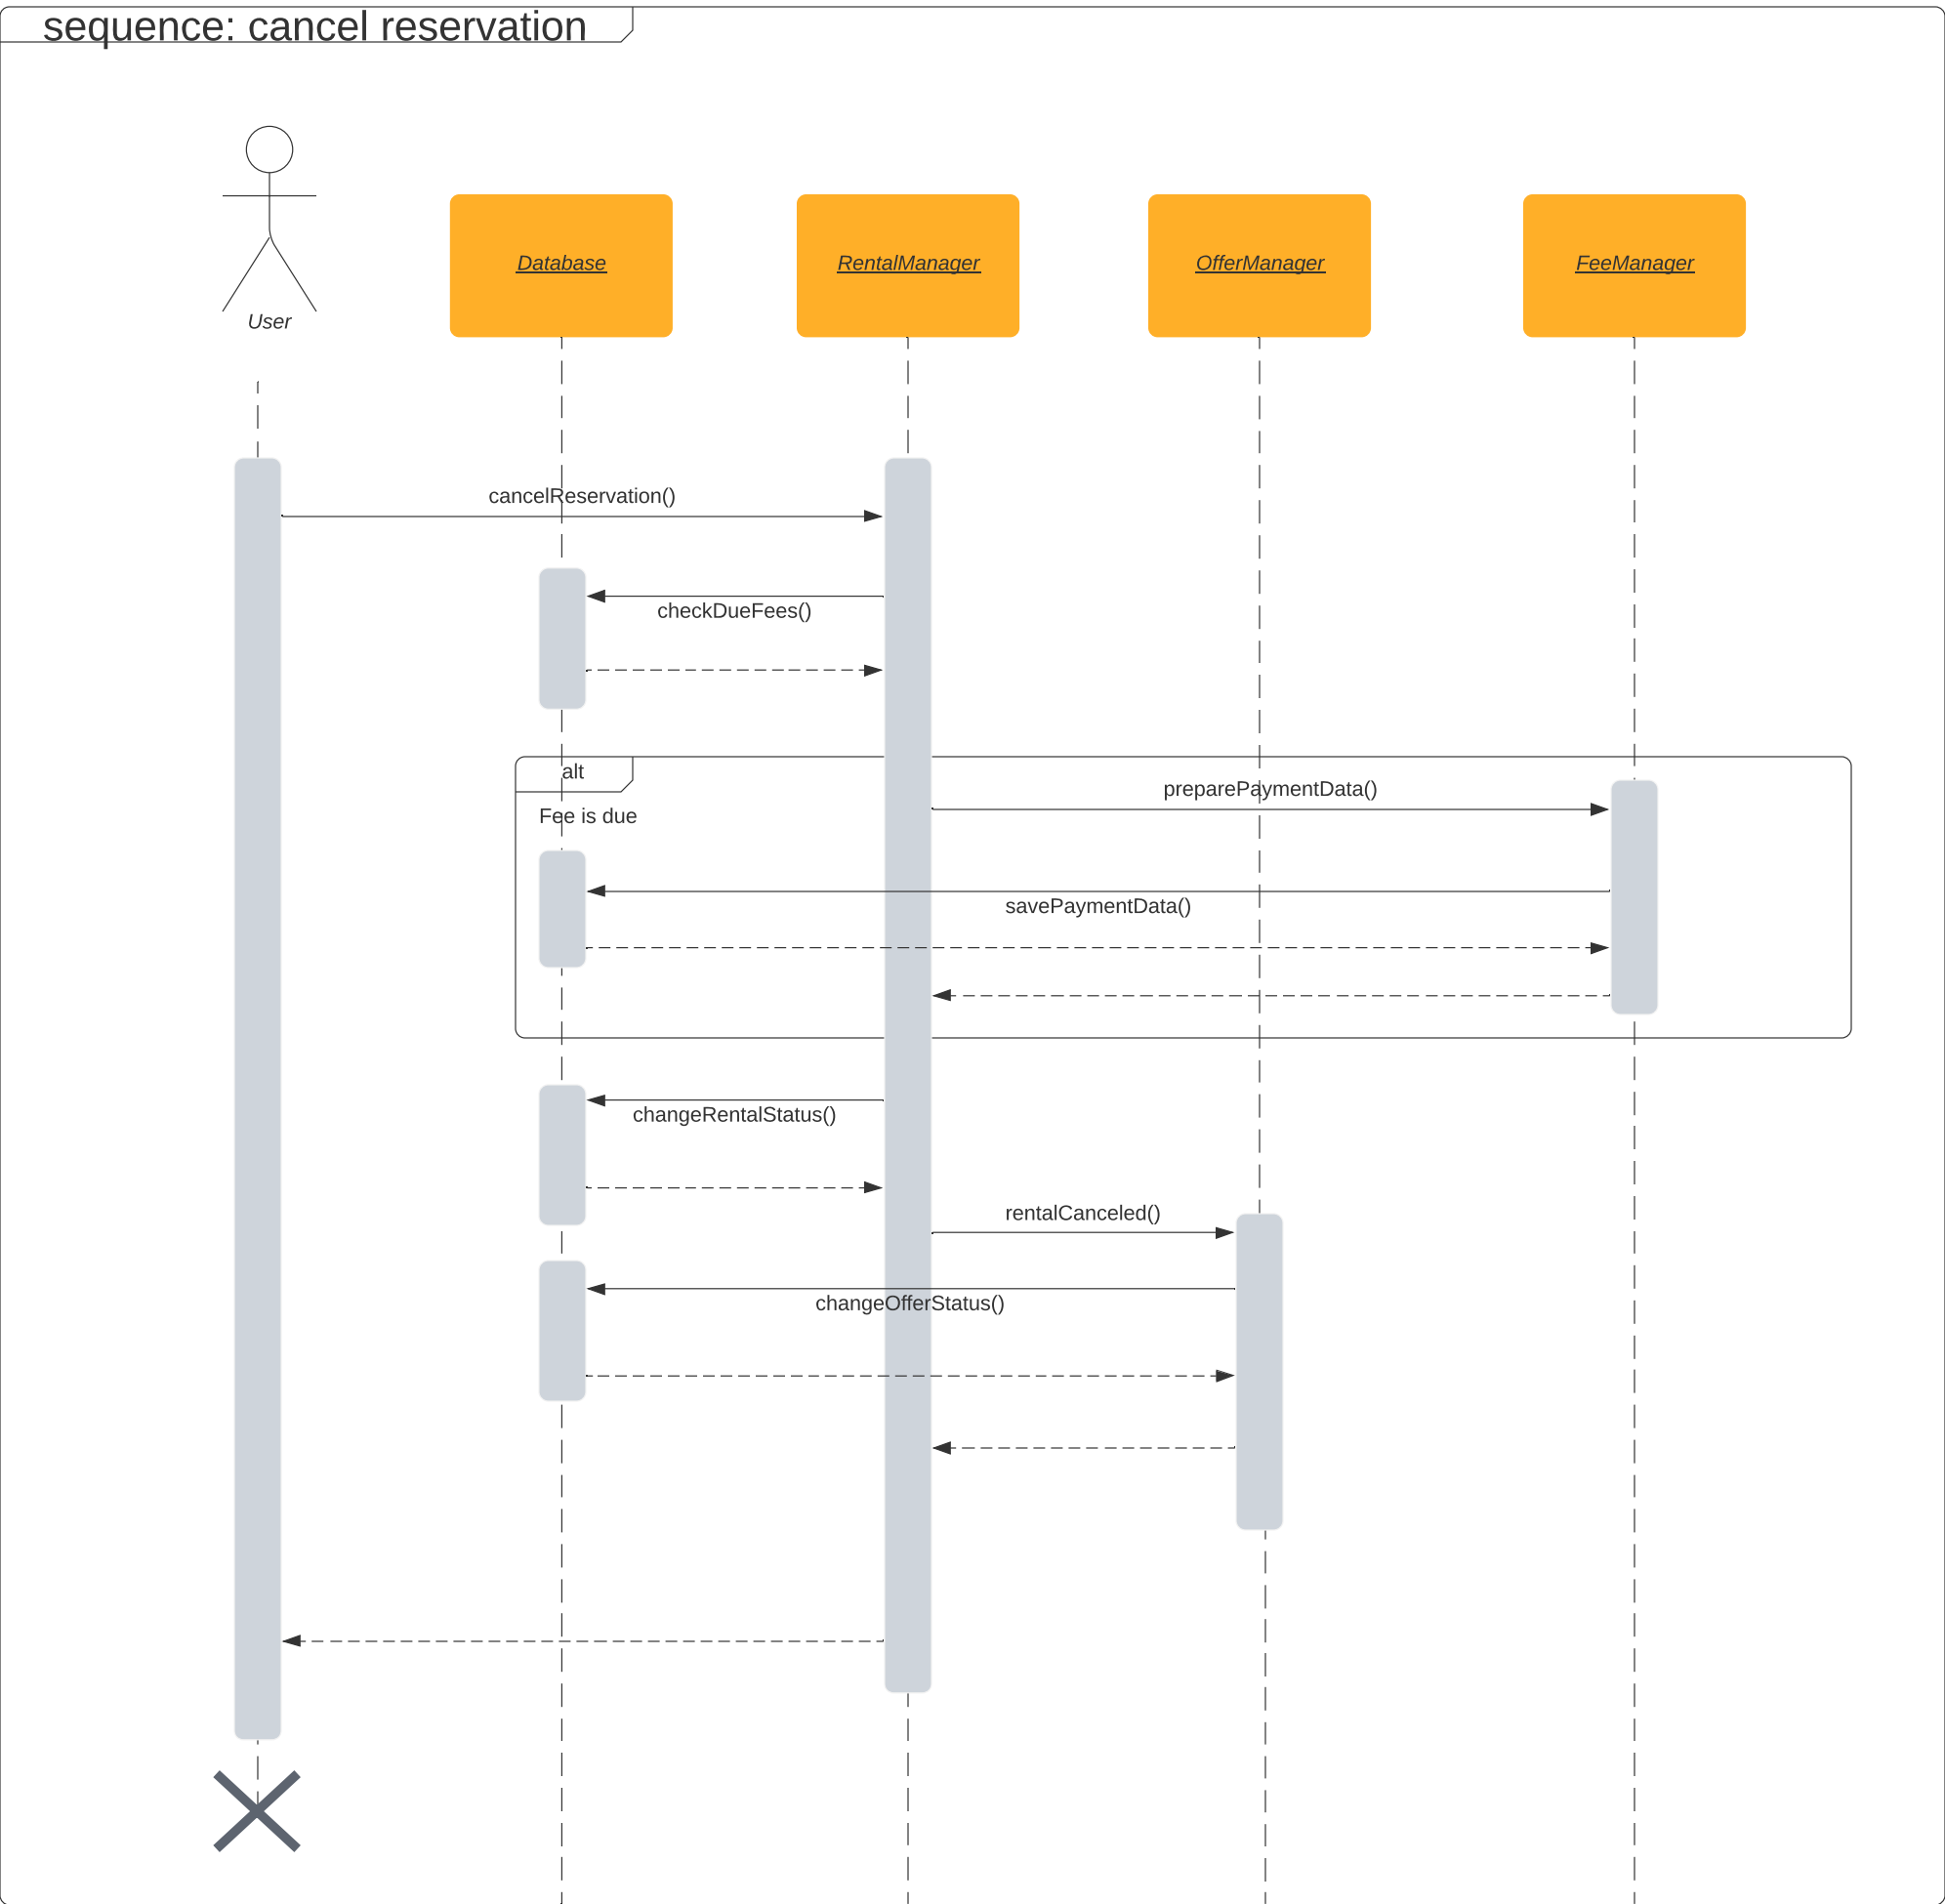 sequence: cancel reservation
User
Database
RentalManager
OfferManager
FeeManager
cancelReservation()
checkDueFees()
alt
preparePaymentData()
Fee is due
savePaymentData()
changeRentalStatus()
rentalCanceled()
changeOfferStatus()